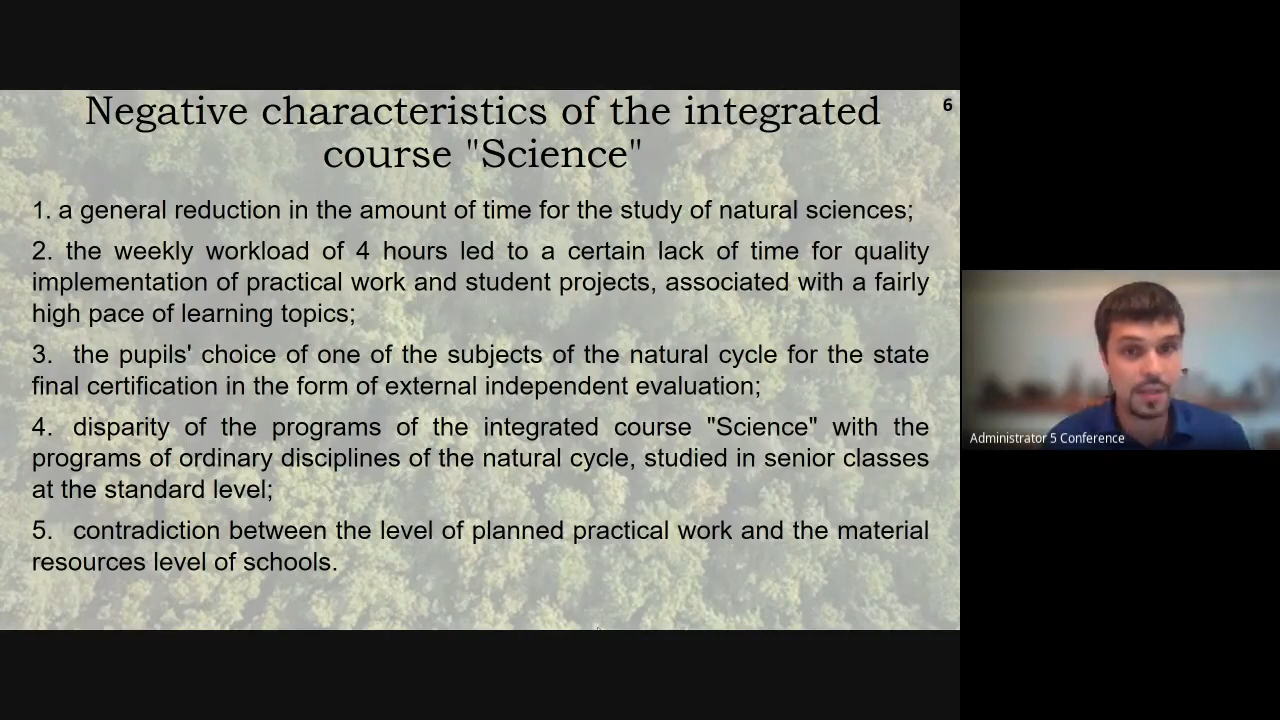 Negative characteristics of the integrated
course "Science"
6
1. a general reduction in the amount of time for the study of natural sciences;
2. the weekly workload of 4 hours led to a certain lack of time for quality
implementation of practical work and student projects, associated with a fairly
high pace of learning topics;
3. the pupils' choice of one of the subjects of the natural cycle for the state
final certification in the form of external independent evaluation;
4. disparity of the programs of the integrated course "Science" with the
programs of ordinary disciplines of the natural cycle, studied in senior classes
at the standard level;
5. contradiction between the level of planned practical work and the material
resources level of schools.
Administrator 5 Conference